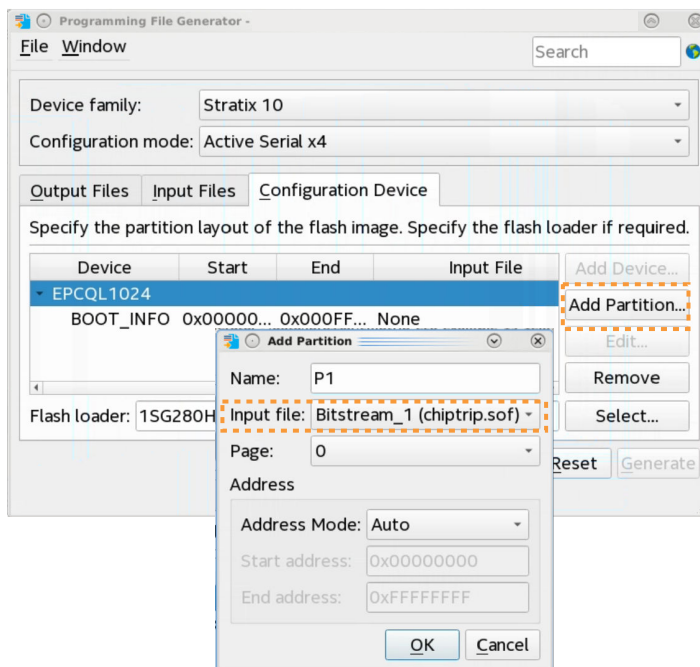 Programming File Generator -
File Window
Search
Device family: Stratix 10
Configuration mode: Active Serial x4
Output Files Input Files Configuration Device
Specify the partition layout of the flash image. Specify the flash loader if required.
Device Start End Input File
Add Device...
EPCQL1024
Add Partition...
BOOT_INFO 0x00000... 0x000FF... None
Edit...
Remove
Flash loader: 1SG280H
Select...
Reset Generate
Add Partition
Name: P1
Input file: Bitstream_1 (chiptrip.sof)
Page: 0
Address
Address Mode: Auto
Start address: 0x00000000
End address: 0xFFFFFFFF
OK Cancel